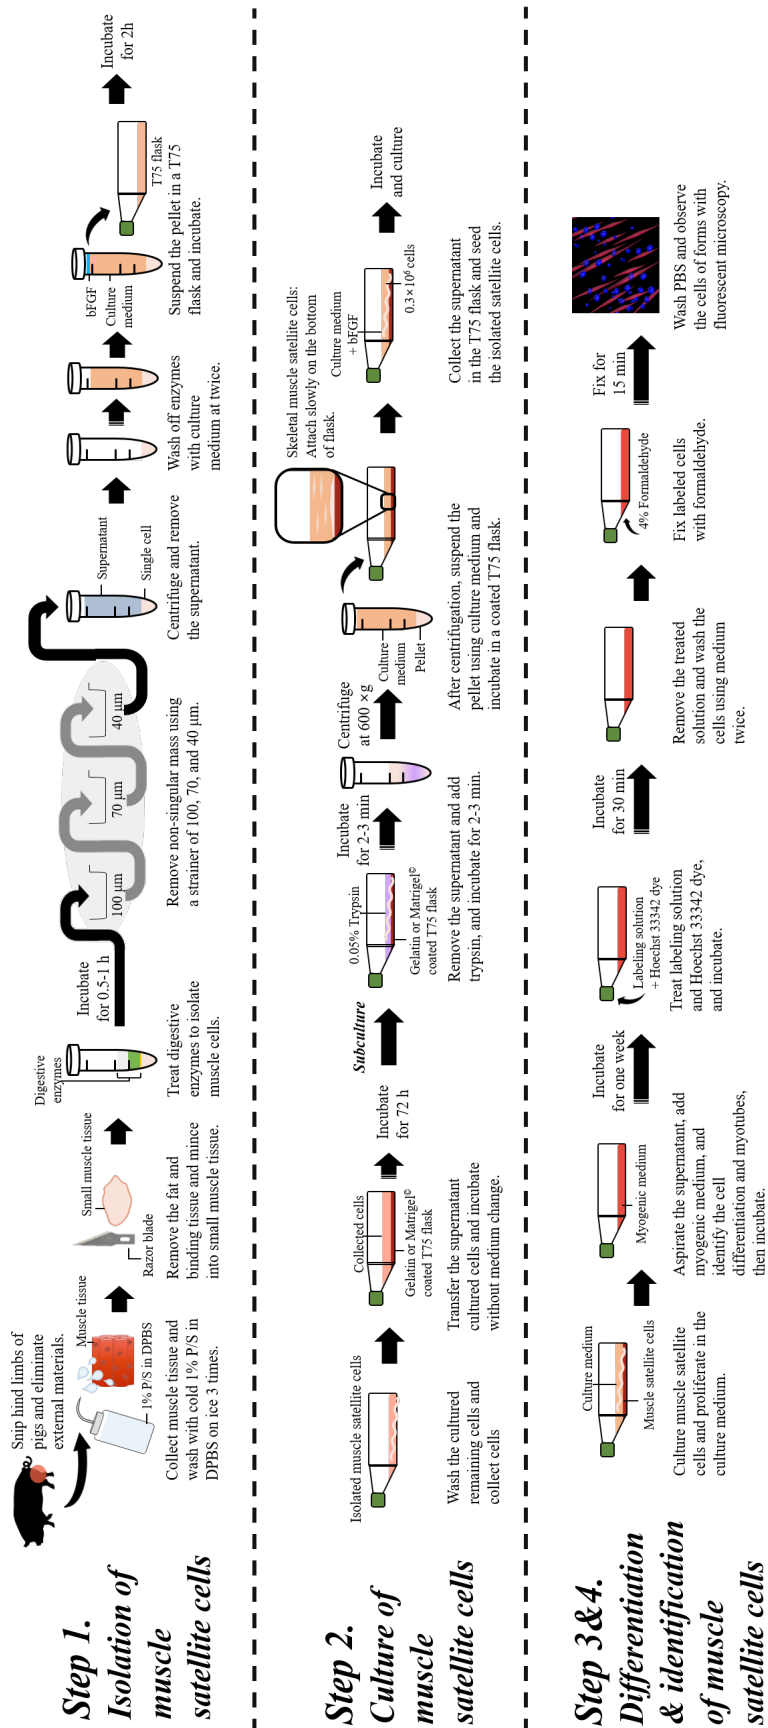 Step 1.
Isolation of
muscle
satellite cells
Snip hind limbs of
pigs and eliminate
external materials.
Muscle tissue
1% P/S in DPBS
Collect muscle tissue and
wash with cold 1% P/S in
DPBS on ice 3 times.
Small muscle tissue
Razor blade
Remove the fat and
binding tissue and mince
into small muscle tissue.
Digestive
enzymes
Treat digestive
enzymes to isolate
muscle cells.
Incubate
for 0.5-1 h
100 μm
70 μm
40 μm
Remove non-singular mass using
a strainer of 100, 70, and 40 μm.
Supernatant
Single cell
Centrifuge and remove
the supernatant.
Wash off enzymes
with culture
medium at twice.
bFGF
Culture
medium
T75 flask
Suspend the pellet in a T75
flask and incubate.
Incubate
for 2h
Step 2.
Culture of
muscle
satellite cells
Isolated muscle satellite cells
Wash the cultured
remaining cells and
collect cells
Collected cells
Gelatin or Matrigel©
coated T75 flask
Transfer the supernatant
cultured cells and incubate
without medium change.
Incubate
for 72 h
Subculture
0.05% Trypsin
Gelatin or Matrigel©
coated T75 flask
Remove the supernatant and add
trypsin, and incubate for 2-3 min.
Incubate
for 2-3 min
Centrifuge
at 600 ×g
Culture
medium
Pellet
After centrifugation, suspend the
pellet using culture medium and
incubate in a coated T75 flask.
Skeletal muscle satellite cells:
Attach slowly on the bottom
of flask.
Culture medium
+ bFGF
0.3×10⁶ cells
Collect the supernatant
in the T75 flask and seed
the isolated satellite cells.
Incubate
and culture
Step 3&4.
Differentiation
& identification
of muscle
satellite cells
Culture medium
Muscle satellite cells
Culture muscle satellite
cells and proliferate in the
culture medium.
Myogenic medium
Aspirate the supernatant, add
myogenic medium, and
identify the cell
differentiation and myotubes,
then incubate.
Incubate
for one week
Labeling solution
+ Hoechst 33342 dye
Treat labeling solution
and Hoechst 33342 dye,
and incubate.
Incubate
for 30 min
Remove the treated
solution and wash the
cells using medium
twice.
4% Formaldehyde
Fix labeled cells
with formaldehyde.
Fix for
15 min
Wash PBS and observe
the cells of forms with
fluorescent microscopy.